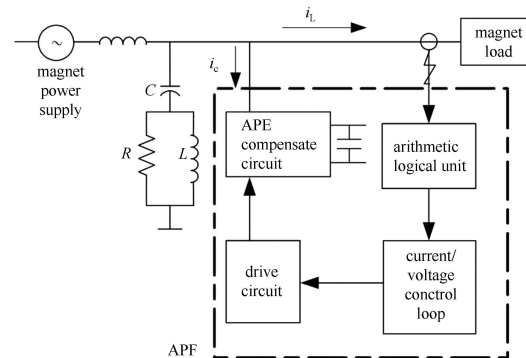 i_L
magnet
power
supply
i_c
magnet
load
C
R
L
APE
compensate
circuit
arithmetic
logical unit
drive
circuit
current/
voltage
conctrol
loop
APF